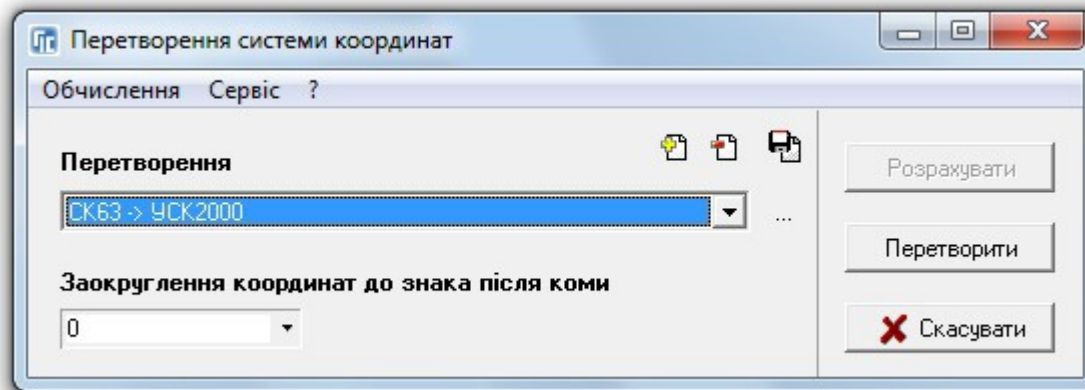 Перетворення системи координат
Обчислення Сервіс ?
Перетворення
СК63 -> УСК2000
...
Розрахувати
Перетворити
Заокруглення координат до знака після коми
0
Скасувати